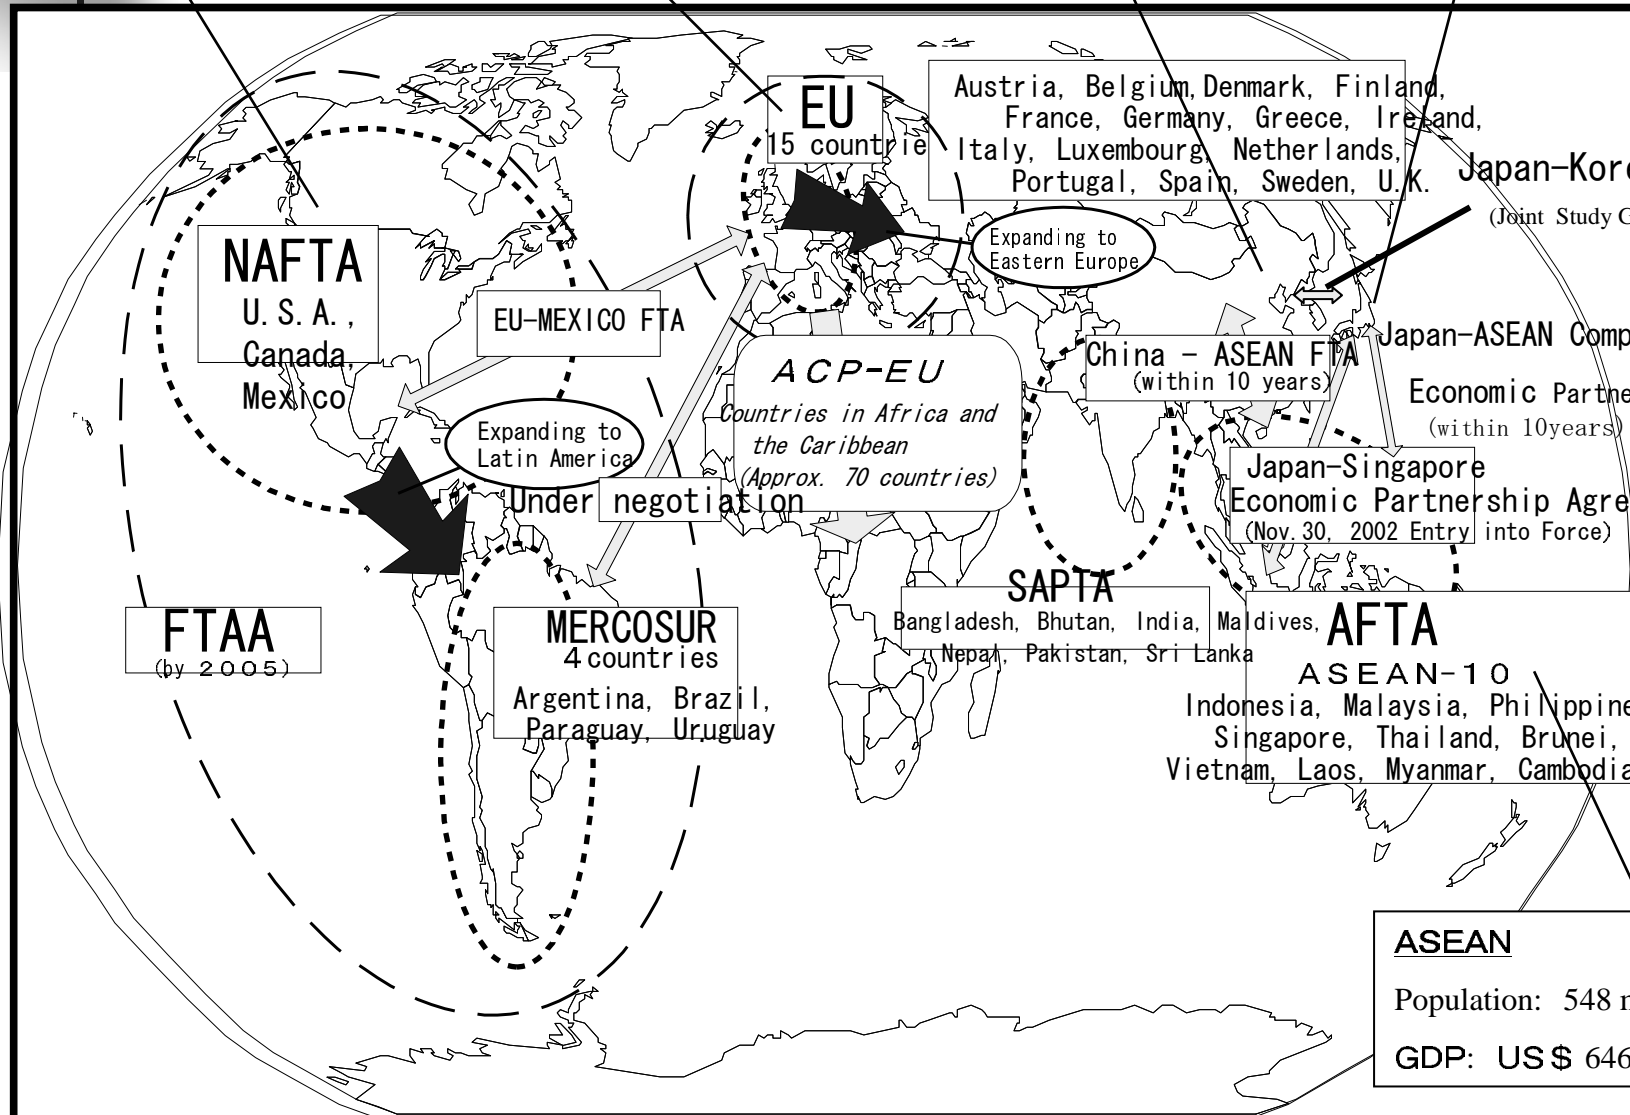 EU
15 countrie
Austria, Belgium, Denmark, Finland,
France, Germany, Greece, Ireland,
Italy, Luxembourg, Netherlands,
Portugal, Spain, Sweden, U.K.
Japan-Kore
(Joint Study G
Expanding to
Eastern Europe
NAFTA
U.S.A.,
Canada,
Mexico
EU-MEXICO FTA
ACP-EU
Countries in Africa and
the Caribbean
(Approx. 70 countries)
China - ASEAN FTA
(within 10 years)
Japan-ASEAN Comp
Economic Partne
(within 10years)
Expanding to
Latin America
Under negotiation
Japan-Singapore
Economic Partnership Agre
(Nov.30, 2002 Entry into Force)
SAPTA
Bangladesh, Bhutan, India, Maldives,
Nepal, Pakistan, Sri Lanka
FTAA
(by 2005)
MERCOSUR
4 countries
Argentina, Brazil,
Paraguay, Uruguay
AFTA
ASEAN-10
Indonesia, Malaysia, Philippine
Singapore, Thailand, Brunei,
Vietnam, Laos, Myanmar, Cambodia
ASEAN
Population: 548 m
GDP: US$ 646